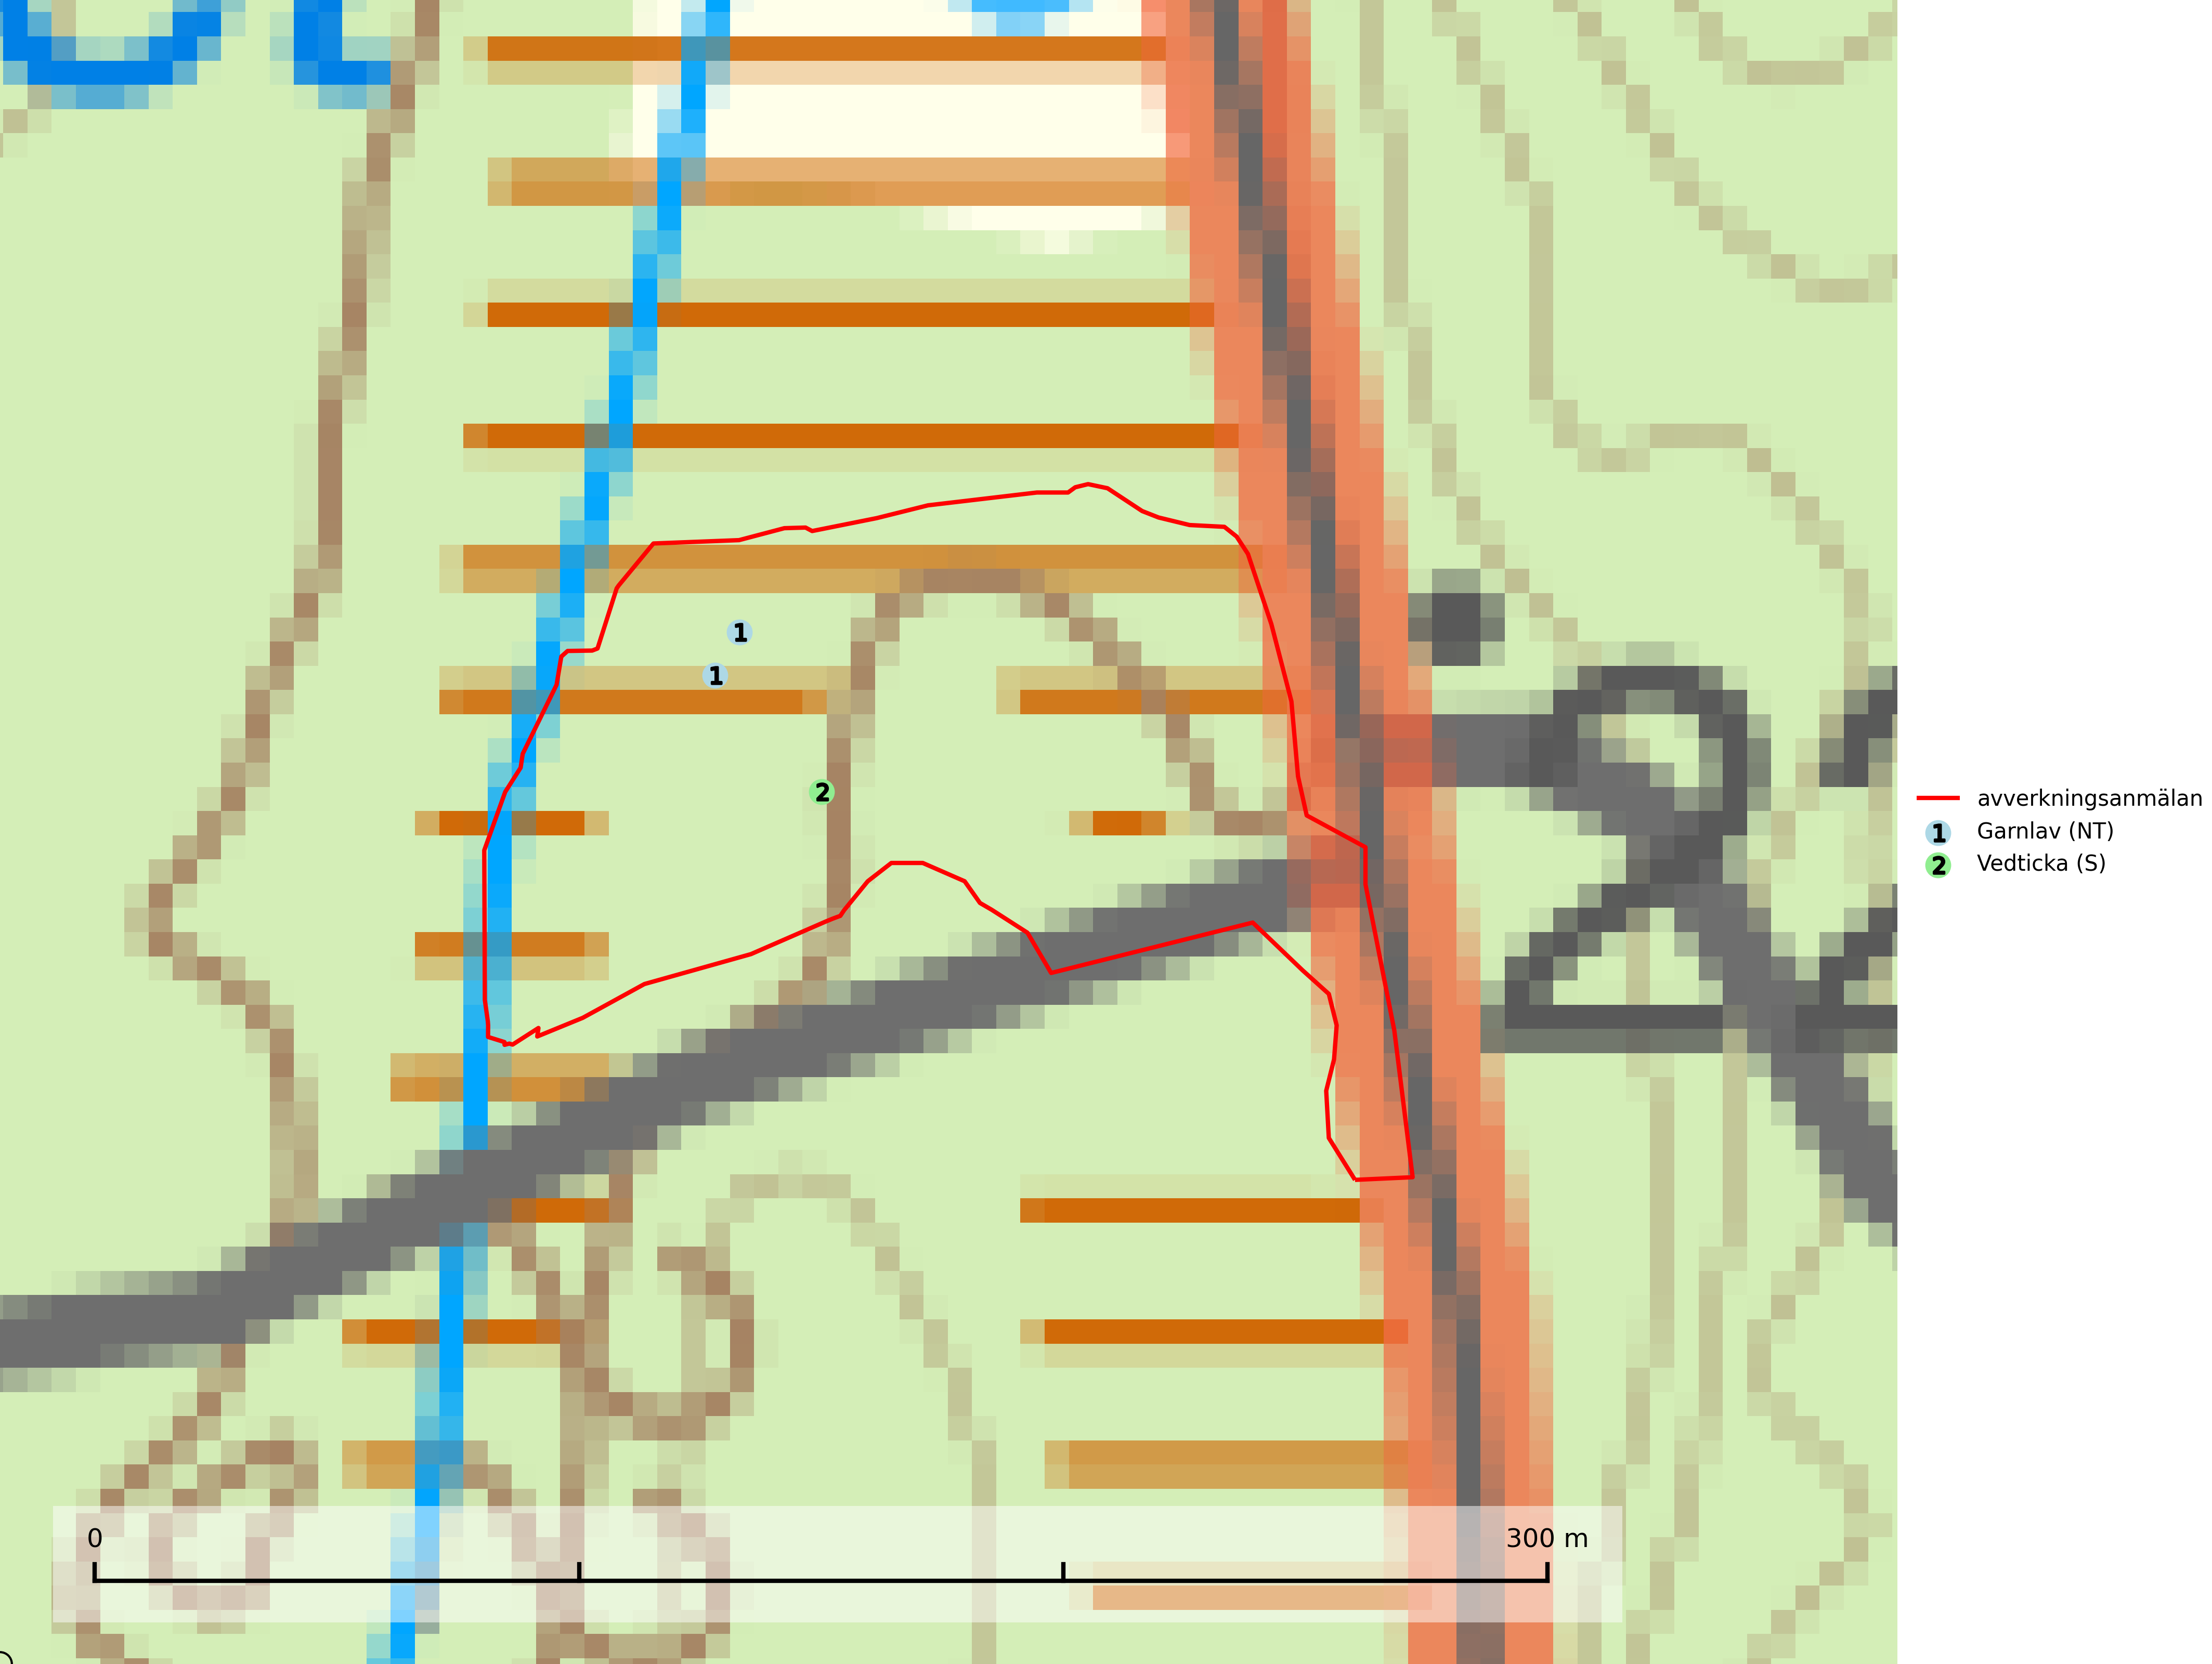 1
1
2
avverkningsanmälan
1 Garnlav (NT)
2 Vedticka (S)
0 300 m